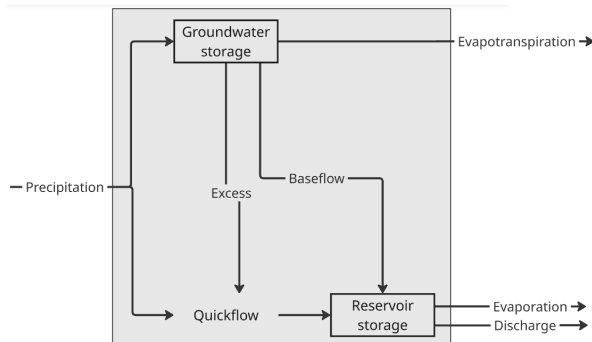 Groundwater
storage
Evapotranspiration
Baseflow
Precipitation
Excess
Reservoir
storage
Quickflow
Evaporation
Discharge